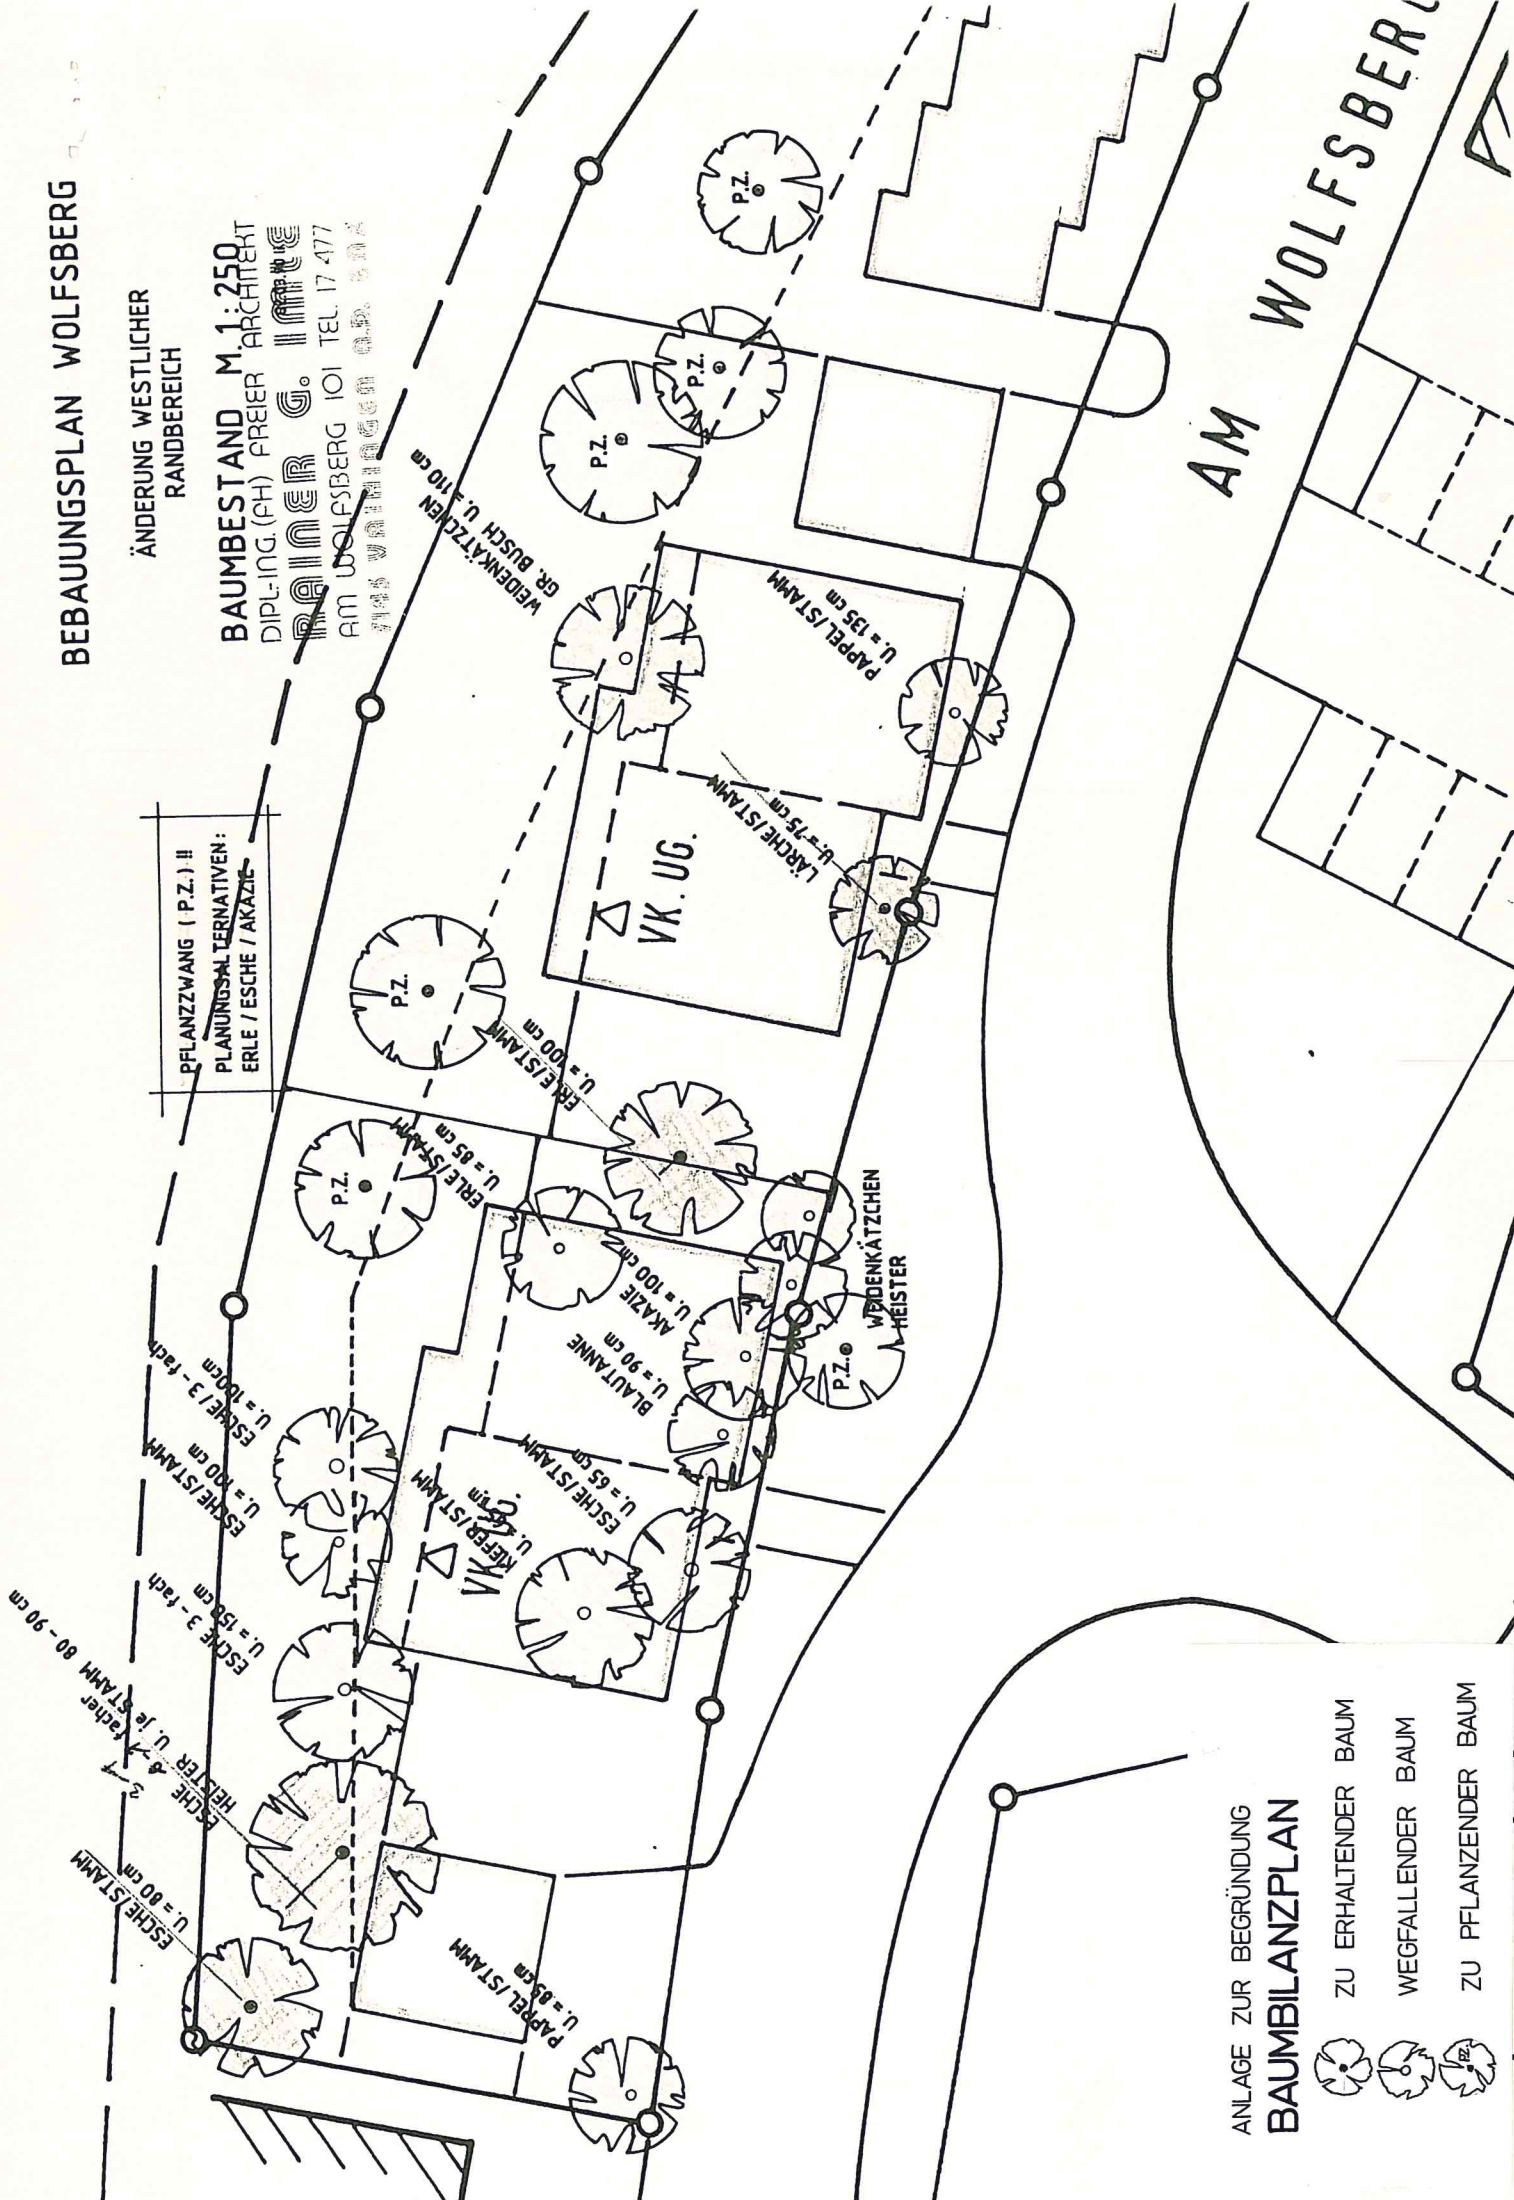 BEBAUUNGSPLAN WOLFSBERG
ÄNDERUNG WESTLICHER
RANDBEREICH
BAUMBESTAND M. 1:250
DIPL.-ING.(FH) FREIER ARCHITEKT
RAINER G.
AM WOLFSBERG 101 TEL. 17 477
PFLANZZWANG ( P.Z.) !!
PLANUNGSALTERNATIVEN:
ERLE / ESCHE / AKAZIE
ESCHE/STAMM
U. = 80 cm
ESCHE
facher
HEISTER U. je STAMM 80 - 90 cm
ESCHE 3 - fach
U. = 150 cm
ESCHE/STAMM
U. = 100 cm
ESCHE / 3 - fach
U. = 100cm
P.Z.
ERLE/STAMM
U. = 85 cm
P.Z.
ERLE/STAMM
U. = 100 cm
WEIDENKÄTZCHEN
GR. BUSCH U. = 110 cm
P.Z.
P.Z.
P.Z.
PAPPEL/STAMM
U. = 85 cm
KIEFER/STAMM
ESCHE/STAMM
U. = 65 cm
BLAUTANNE
U. = 90 cm
AKAZIE
U. = 100 cm
P.Z.
WEIDENKÄTZCHEN
HEISTER
VK. UG.
LÄRCHE/STAMM
U. = 75 cm
PAPPEL/STAMM
U. = 135 cm
AM WOLFSBERG
ANLAGE ZUR BEGRÜNDUNG
BAUMBILANZPLAN
ZU ERHALTENDER BAUM
WEGFALLENDER BAUM
P.Z. ZU PFLANZENDER BAUM